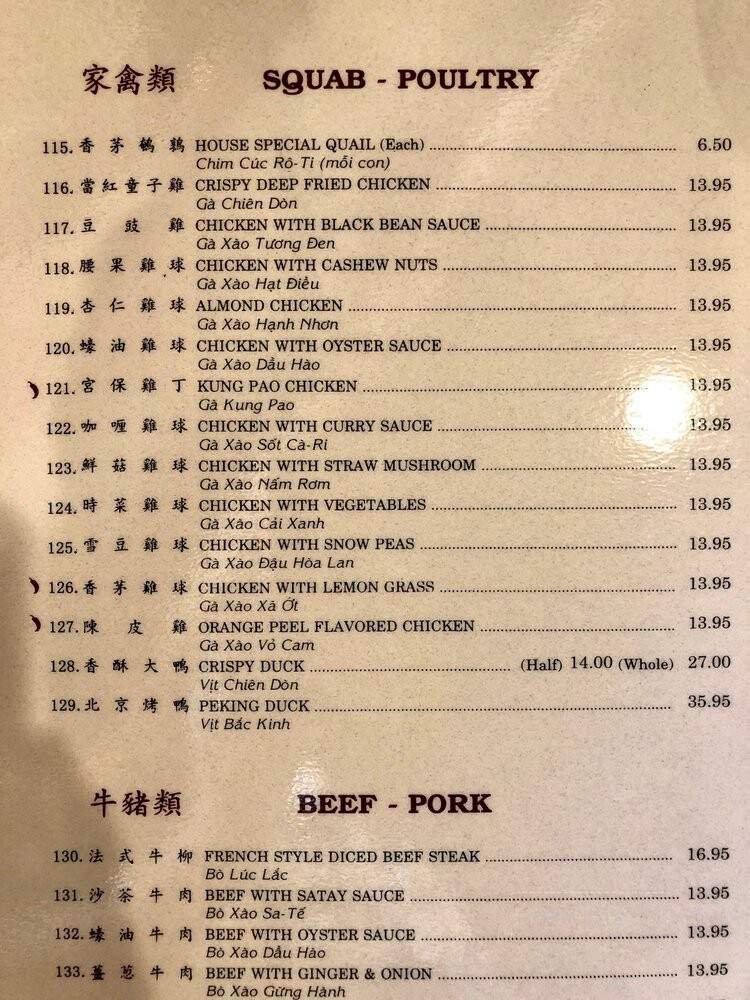 家禽類 SQUAB - POULTRY
115. 香茅鵪鶉 HOUSE SPECIAL QUAIL (Each) 6.50
Chim Cúc Rô-Ti (mỗi con)
116. 當紅童子雞 CRISPY DEEP FRIED CHICKEN 13.95
Gà Chiên Dòn
117. 豆豉雞 CHICKEN WITH BLACK BEAN SAUCE 13.95
Gà Xào Tương Đen
118. 腰果雞球 CHICKEN WITH CASHEW NUTS 13.95
Gà Xào Hạt Điều
119. 杏仁雞球 ALMOND CHICKEN 13.95
Gà Xào Hạnh Nhơn
120. 蠔油雞球 CHICKEN WITH OYSTER SAUCE 13.95
Gà Xào Dầu Hào
121. 宮保雞丁 KUNG PAO CHICKEN 13.95
Gà Kung Pao
122. 咖喱雞球 CHICKEN WITH CURRY SAUCE 13.95
Gà Xào Sốt Cà-Ri
123. 鮮菇雞球 CHICKEN WITH STRAW MUSHROOM 13.95
Gà Xào Nấm Rơm
124. 時菜雞球 CHICKEN WITH VEGETABLES 13.95
Gà Xào Cải Xanh
125. 雪豆雞球 CHICKEN WITH SNOW PEAS 13.95
Gà Xào Đậu Hòa Lan
126. 香茅雞球 CHICKEN WITH LEMON GRASS 13.95
Gà Xào Xả Ớt
127. 陳皮雞 ORANGE PEEL FLAVORED CHICKEN 13.95
Gà Xào Vỏ Cam
128. 香酥大鴨 CRISPY DUCK (Half) 14.00 (Whole) 27.00
Vịt Chiên Dòn
129. 北京烤鴨 PEKING DUCK 35.95
Vịt Bắc Kinh
牛豬類 BEEF - PORK
130. 法式牛柳 FRENCH STYLE DICED BEEF STEAK 16.95
Bò Lúc Lắc
131. 沙茶牛肉 BEEF WITH SATAY SAUCE 13.95
Bò Xào Sa-Tế
132. 蠔油牛肉 BEEF WITH OYSTER SAUCE 13.95
Bò Xào Dầu Hào
133. 薑蔥牛肉 BEEF WITH GINGER & ONION 13.95
Bò Xào Gừng Hành